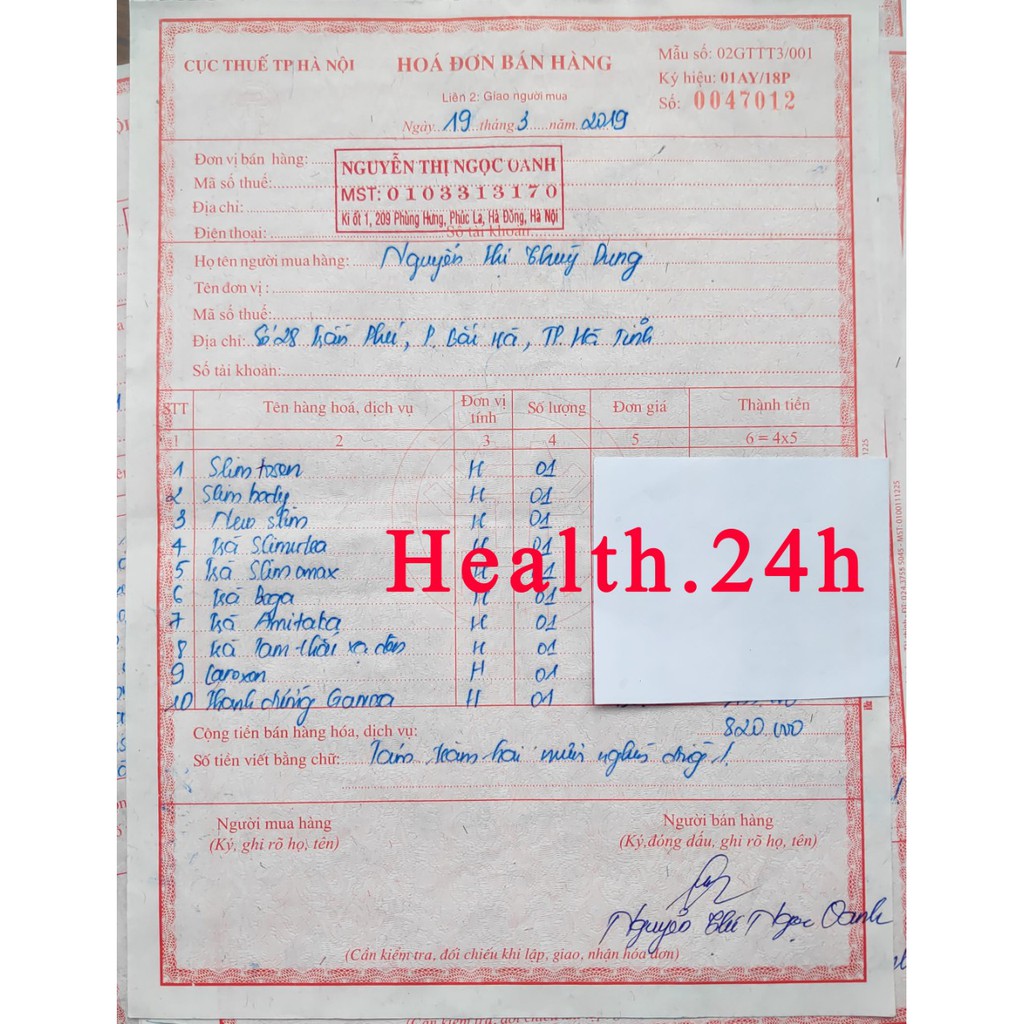 CỤC THUẾ TP HÀ NỘI
HOÁ ĐƠN BÁN HÀNG
Liên 2: Giao người mua
Ngày 19 tháng 3 năm 2019
Mẫu số: 02GTTT3/001
Ký hiệu: 01AY/18P
Số: 0047012
Đơn vị bán hàng:
Mã số thuế:
Địa chỉ:
Điện thoại: Số tài khoản
NGUYỄN THỊ NGỌC OANH
MST: 0103313170
Ki ốt 1, 209 Phùng Hưng, Phúc La, Hà Đông, Hà Nội
Họ tên người mua hàng: Nguyễn Thị Thuỳ Dung
Tên đơn vị:
Mã số thuế:
Địa chỉ: Số 28 Trần Phú, P. Bắc Hà, TP. Hà Tĩnh
Số tài khoản:
STT Tên hàng hoá, dịch vụ Đơn vị tính Số lượng Đơn giá Thành tiền
1 2 3 4 5 6 = 4x5
1 Slim tosen H 01
2 Slim body H 01
3 New slim H 01
4 Trà Slimutea H 01
5 Trà Slim omax H 01
6 Trà Boga H 01
7 Trà Amitaba H 01
8 Trà Tam thất xạ đen H 01
9 Caroxan H 01
10 Thanh đường Ganoa H 01
Health.24h
Cộng tiền bán hàng hóa, dịch vụ: 820 000
Số tiền viết bằng chữ: Tám trăm hai mươi nghìn đồng!
Người mua hàng
(Ký, ghi rõ họ, tên)
Người bán hàng
(Ký,đóng dấu, ghi rõ họ, tên)
Nguyễn Thị Ngọc Oanh
(Cần kiểm tra, đối chiếu khi lập, giao, nhận hóa đơn)